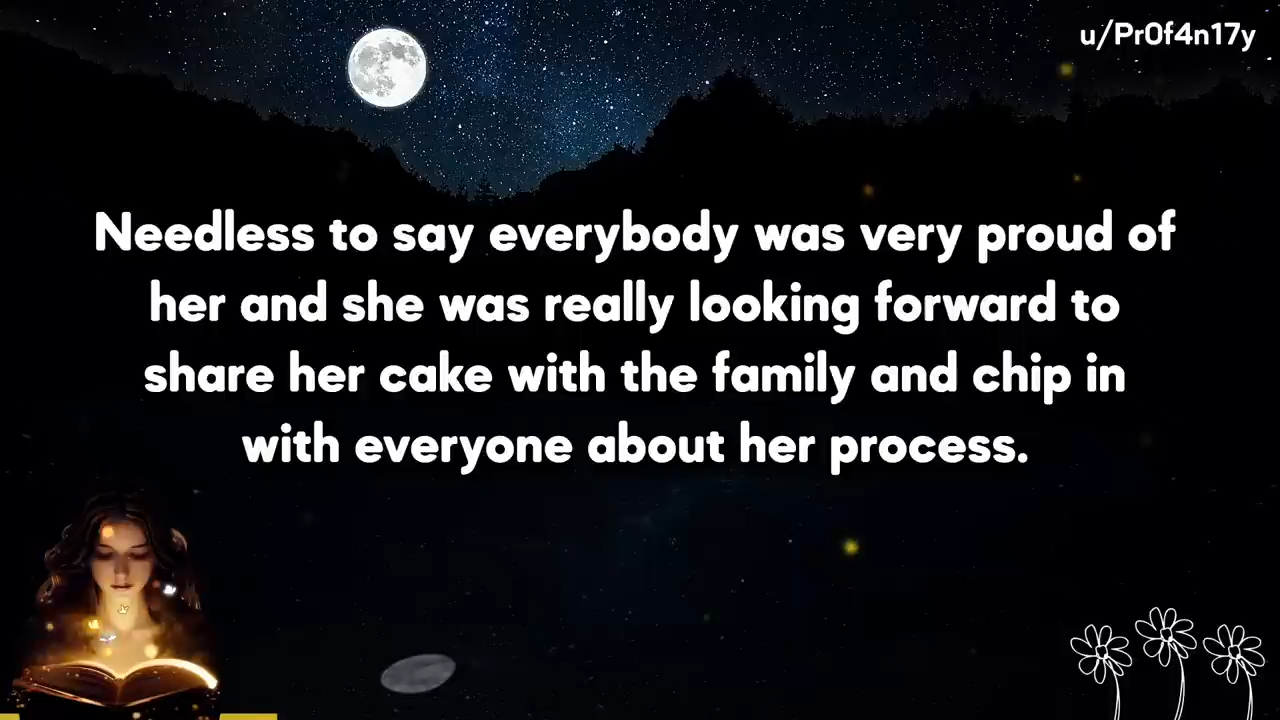 u/Pr0f4n17y
Needless to say everybody was very proud of
her and she was really looking forward to
share her cake with the family and chip in
with everyone about her process.